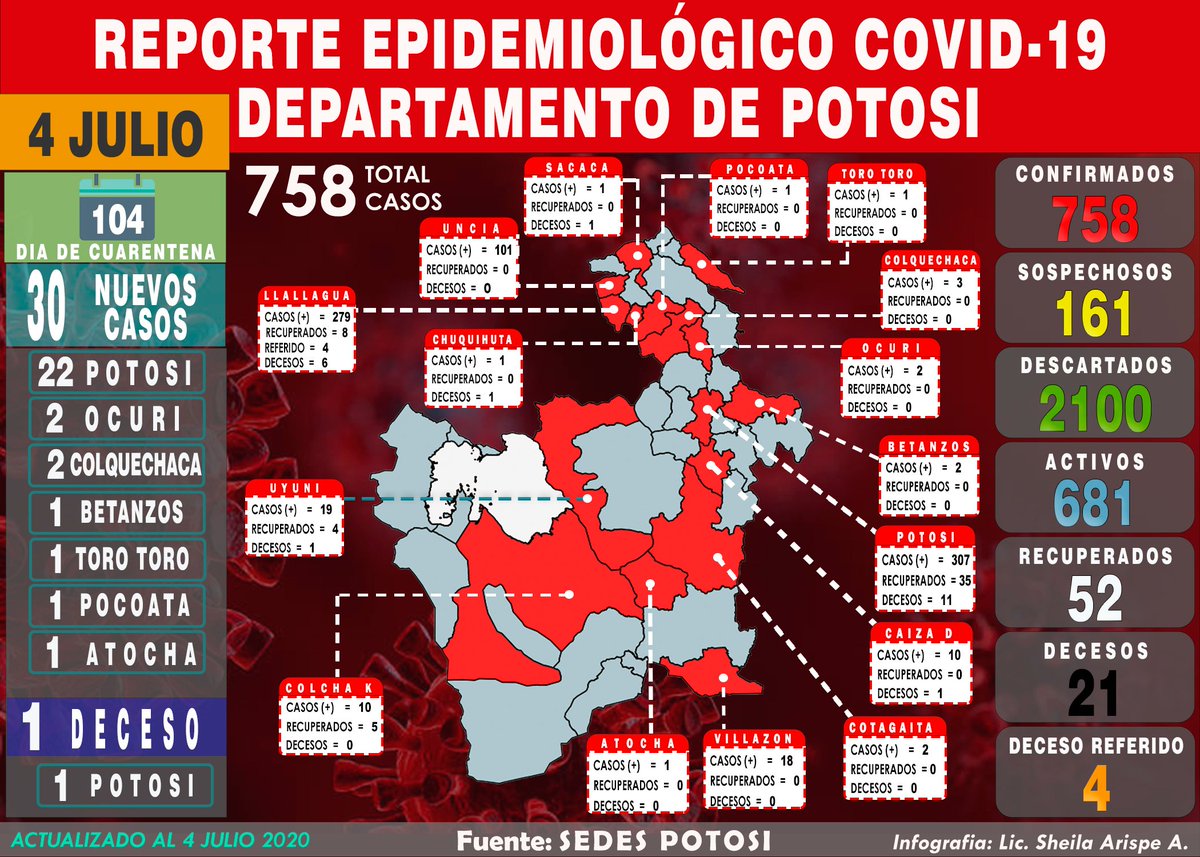 REPORTE EPIDEMIOLÓGICO COVID-19
DEPARTAMENTO DE POTOSI
4 JULIO
104
DIA DE CUARENTENA
30 NUEVOS CASOS
22 POTOSI
2 OCURI
2 COLQUECHACA
1 BETANZOS
1 TORO TORO
1 POCOATA
1 ATOCHA
1 DECESO
1 POTOSI
758 TOTAL CASOS
SACACA
CASOS (+) = 1
RECUPERADOS =0
DECESOS = 1
POCOATA
CASOS (+) = 1
RECUPERADOS =0
DECESOS = 0
TORO TORO
CASOS (+) = 1
RECUPERADOS =0
DECESOS = 0
UNCIA
CASOS (+) = 101
RECUPERADOS = 0
DECESOS = 0
COLQUECHACA
CASOS (+) = 3
RECUPERADOS =0
DECESOS = 0
LLALLAGUA
CASOS (+) = 279
RECUPERADOS = 8
REFERIDO = 4
DECESOS = 6
CHUQUIHUTA
CASOS (+) = 1
RECUPERADOS =0
DECESOS = 1
OCURI
CASOS (+) = 2
RECUPERADOS =0
DECESOS = 0
BETANZOS
CASOS (+) = 2
RECUPERADOS =0
DECESOS = 0
UYUNI
CASOS (+) = 19
RECUPERADOS = 4
DECESOS = 1
POTOSI
CASOS (+) = 307
RECUPERADOS =35
DECESOS = 11
CAIZA D
CASOS (+) = 10
RECUPERADOS =0
DECESOS = 1
COLCHA K
CASOS (+) = 10
RECUPERADOS = 5
DECESOS = 0
ATOCHA
CASOS (+) = 1
RECUPERADOS =0
DECESOS = 0
VILLAZON
CASOS (+) = 18
RECUPERADOS =0
DECESOS = 0
COTAGAITA
CASOS (+) = 2
RECUPERADOS =0
DECESOS = 0
CONFIRMADOS
758
SOSPECHOSOS
161
DESCARTADOS
2100
ACTIVOS
681
RECUPERADOS
52
DECESOS
21
DECESO REFERIDO
4
ACTUALIZADO AL 4 JULIO 2020
Fuente: SEDES POTOSI
Infografia: Lic. Sheila Arispe A.